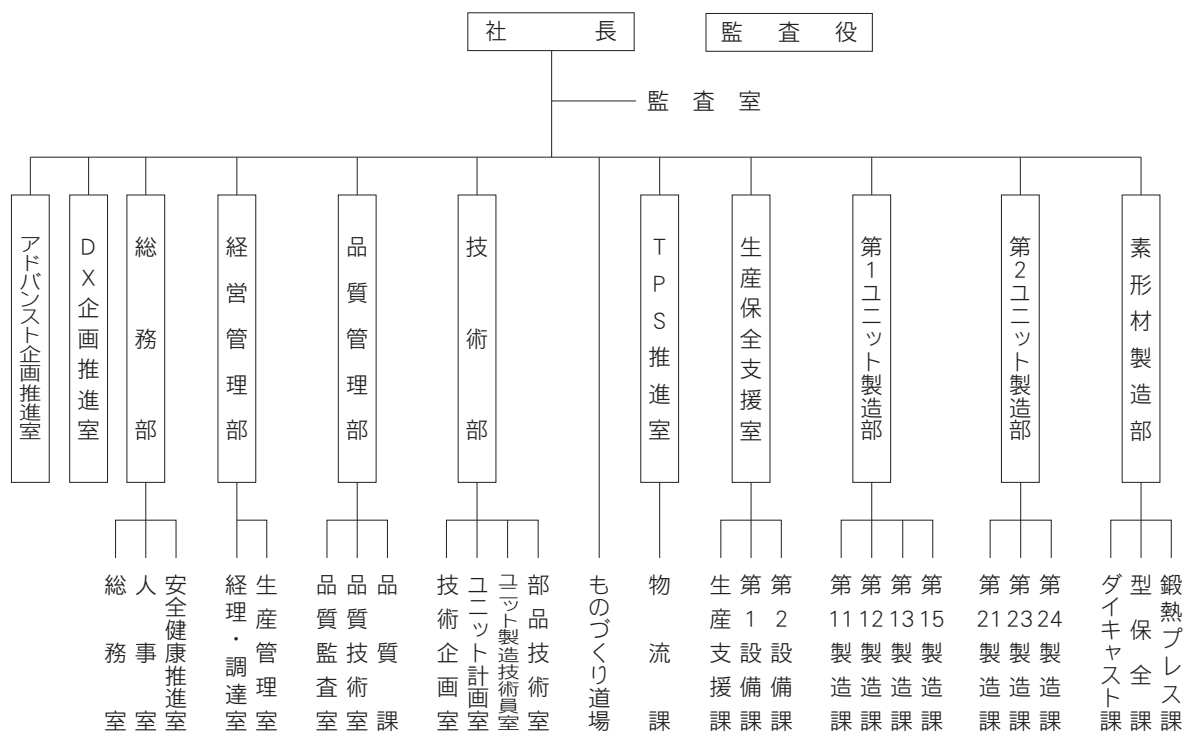 社長
監査役
監査室
アドバンスト企画推進室
DX企画推進室
総務部
経営管理部
品質管理部
技術部
TPS推進室
生産保全支援室
第1ユニット製造部
第2ユニット製造部
素形材製造部
総務室
人事室
安全健康推進室
経理・調達室
生産管理室
品質監査室
品質技術室
品質課
技術企画室
ユニット計画室
ユニット製造技術員室
部品技術室
ものづくり道場
物流課
生産支援課
第1設備課
第2設備課
第11製造課
第12製造課
第13製造課
第15製造課
第21製造課
第23製造課
第24製造課
ダイキャスト課
型保全課
鍛熱プレス課